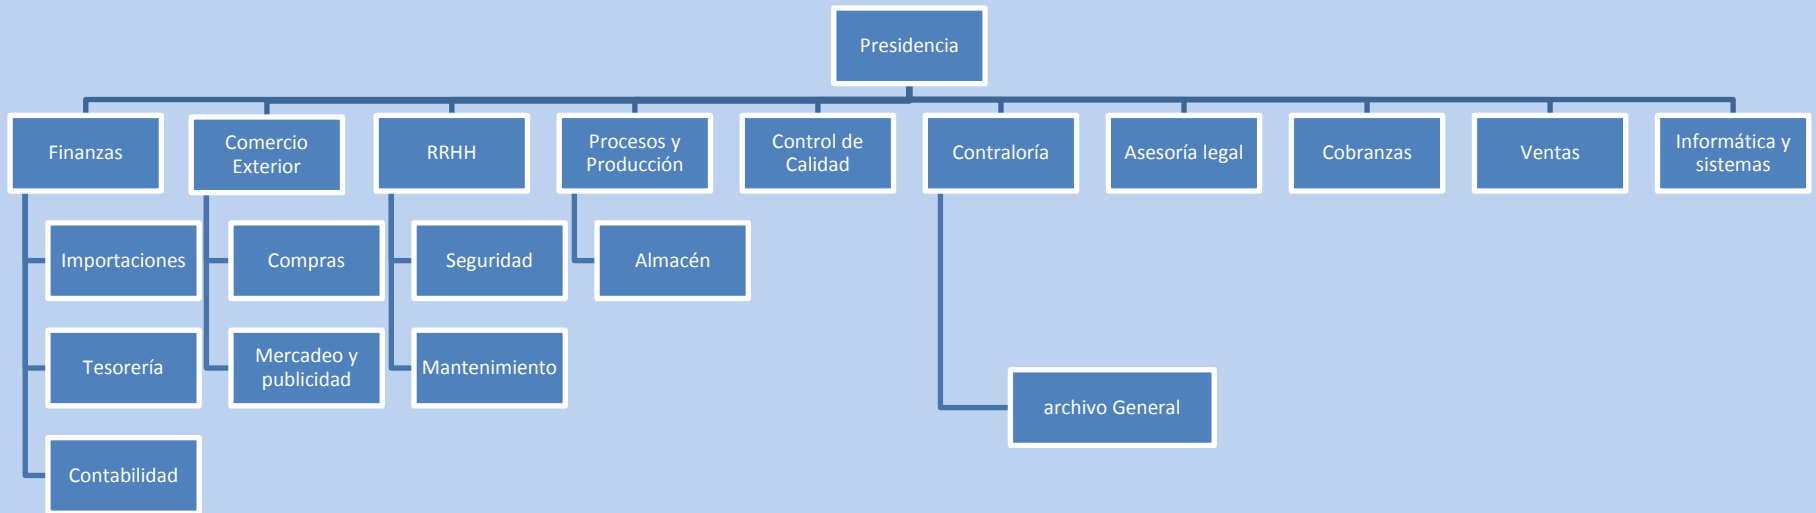 Presidencia
Finanzas
Comercio
Exterior
RRHH
Procesos y
Producción
Control de
Calidad
Contraloría
Asesoría legal
Cobranzas
Ventas
Informática y
sistemas
Importaciones
Compras
Seguridad
Almacén
Tesorería
Mercadeo y
publicidad
Mantenimiento
archivo General
Contabilidad